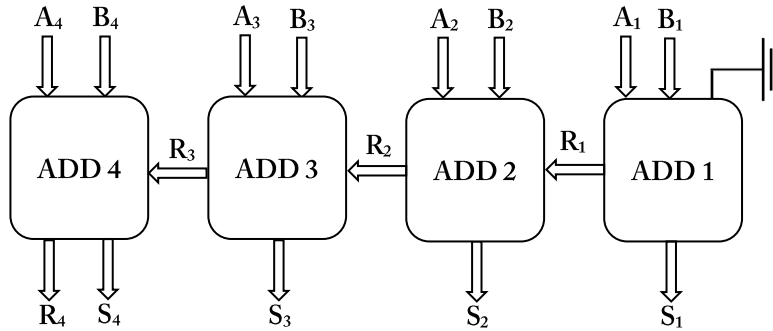 A₄ B₄ A₃ B₃ A₂ B₂ A₁ B₁
R₃ R₂ R₁
ADD 4 ADD 3 ADD 2 ADD 1
R₄ S₄ S₃ S₂ S₁